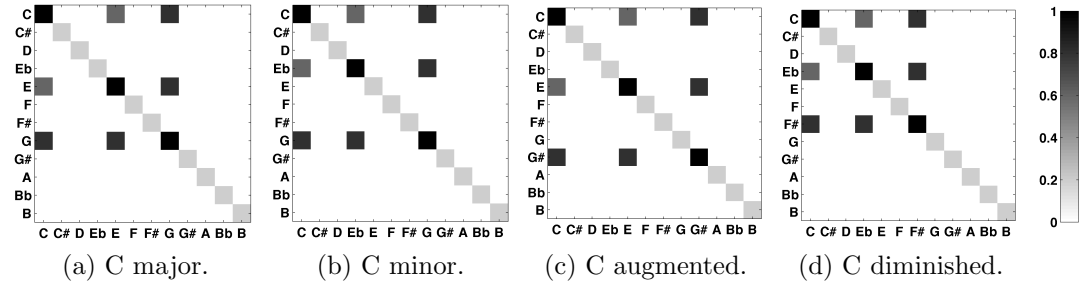 C
C#
D
Eb
E
F
F#
G
G#
A
Bb
B
C C# D Eb E F F# G G# A Bb B
(a) C major.
C
C#
D
Eb
E
F
F#
G
G#
A
Bb
B
C C# D Eb E F F# G G# A Bb B
(b) C minor.
C
C#
D
Eb
E
F
F#
G
G#
A
Bb
B
C C# D Eb E F F# G G# A Bb B
(c) C augmented.
C
C#
D
Eb
E
F
F#
G
G#
A
Bb
B
C C# D Eb E F F# G G# A Bb B
(d) C diminished.
1
0.8
0.6
0.4
0.2
0